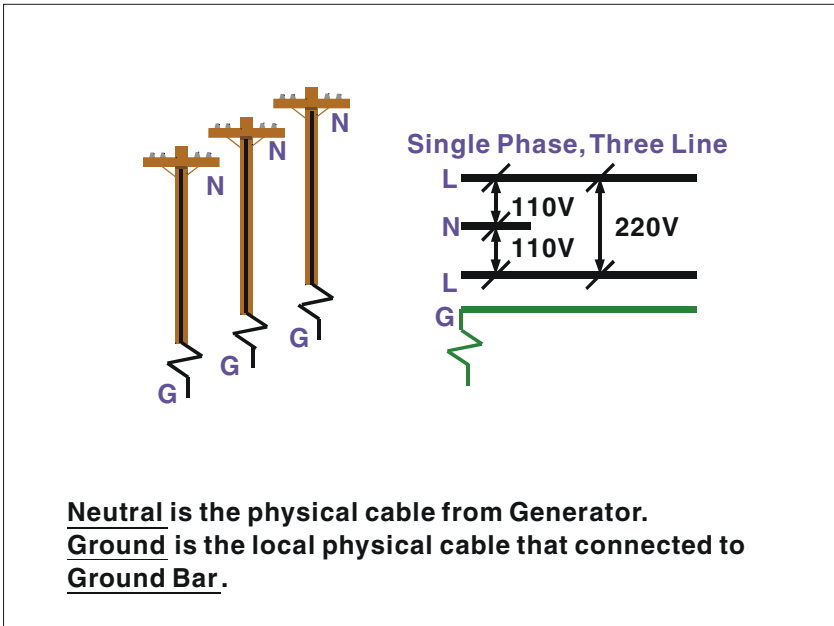 N
N
N
G
G
G
Single Phase, Three Line
L
110V
N
220V
110V
L
G
Neutral is the physical cable from Generator.
Ground is the local physical cable that connected to
Ground Bar.